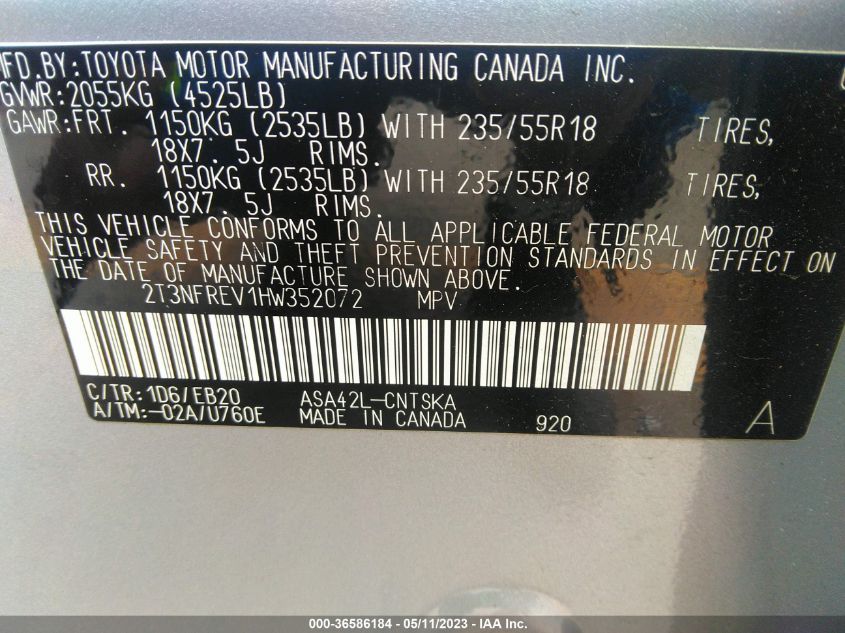 MFD.BY:TOYOTA MOTOR MANUFACTURING CANADA INC.
GVWR:2055KG (4525LB)
GAWR:FRT. 1150KG (2535LB) WITH 235/55R18 TIRES,
18X7.5J RIMS.
RR. 1150KG (2535LB) WITH 235/55R18 TIRES,
18X7.5J RIMS.
THIS VEHICLE CONFORMS TO ALL APPLICABLE FEDERAL MOTOR
VEHICLE SAFETY AND THEFT PREVENTION STANDARDS IN EFFECT ON
THE DATE OF MANUFACTURE SHOWN ABOVE.
2T3NFREV1HW352072 MPV
C/TR:1D6/EB20 ASA42L-CNTSKA
A/TM:-02A/U760E MADE IN CANADA 920 A
000-36586184 - 05/11/2023 - IAA Inc.